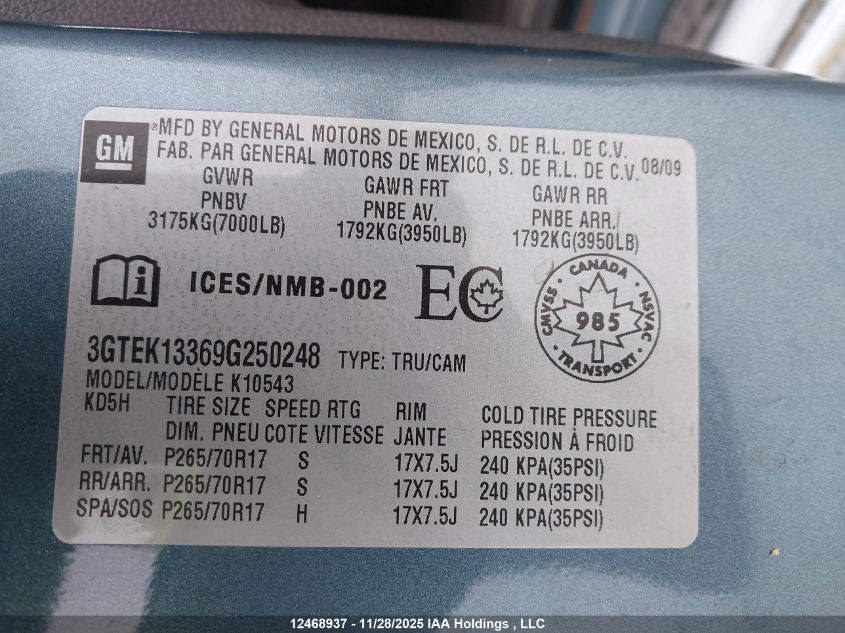 GM
®MFD BY GENERAL MOTORS DE MEXICO, S. DE R.L. DE C.V.
FAB. PAR GENERAL MOTORS DE MEXICO, S. DE R.L. DE C.V. 08/09
GVWR GAWR FRT GAWR RR
PNBV PNBE AV. PNBE ARR.
3175KG(7000LB) 1792KG(3950LB) 1792KG(3950LB)
i ICES/NMB-002 EC
CANADA
CMVSS 985 NSVAC
TRANSPORT
3GTEK13369G250248 TYPE: TRU/CAM
MODEL/MODÈLE K10543
KD5H TIRE SIZE SPEED RTG RIM COLD TIRE PRESSURE
DIM. PNEU COTE VITESSE JANTE PRESSION À FROID
FRT/AV. P265/70R17 S 17X7.5J 240 KPA(35PSI)
RR/ARR. P265/70R17 S 17X7.5J 240 KPA(35PSI)
SPA/SOS P265/70R17 H 17X7.5J 240 KPA(35PSI)
12468937 - 11/28/2025 IAA Holdings , LLC